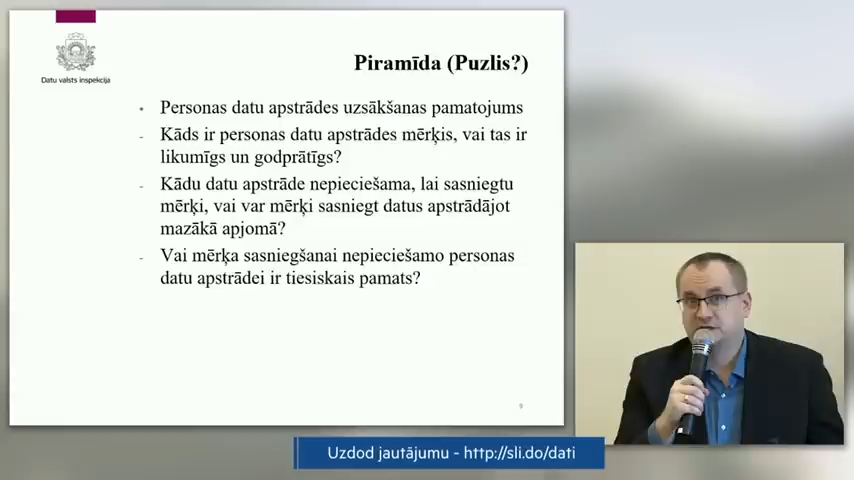 Datu valsts inspekcija
Piramīda (Puzlis?)
• Personas datu apstrādes uzsākšanas pamatojums
- Kāds ir personas datu apstrādes mērķis, vai tas ir
likumīgs un godprātīgs?
- Kādu datu apstrāde nepieciešama, lai sasniegtu
mērķi, vai var mērķi sasniegt datus apstrādājot
mazākā apjomā?
- Vai mērķa sasniegšanai nepieciešamo personas
datu apstrādei ir tiesiskais pamats?
9
Uzdod jautājumu - http://sli.do/dati